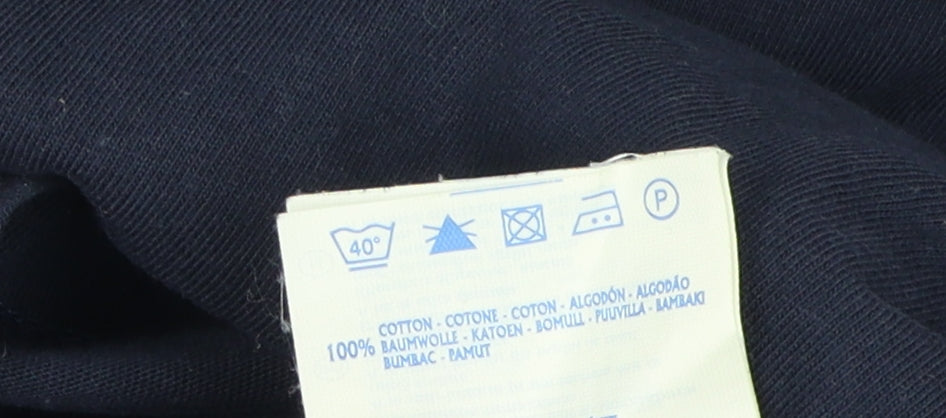 40° P
COTTON - COTONE - COTON - ALGODÓN - ALGODÃO
100% BAUMWOLLE - KATOEN - BOMULL - PUUVILLA - BAMBAKI
BUMBAC - PAMUT